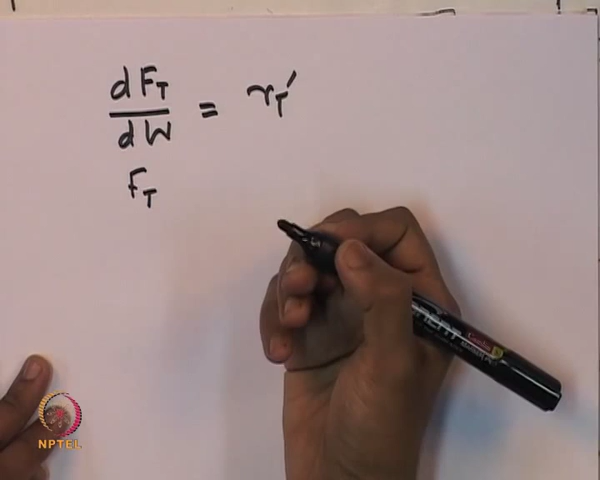 dF_T/dW = r_T'
F_T
NPTEL